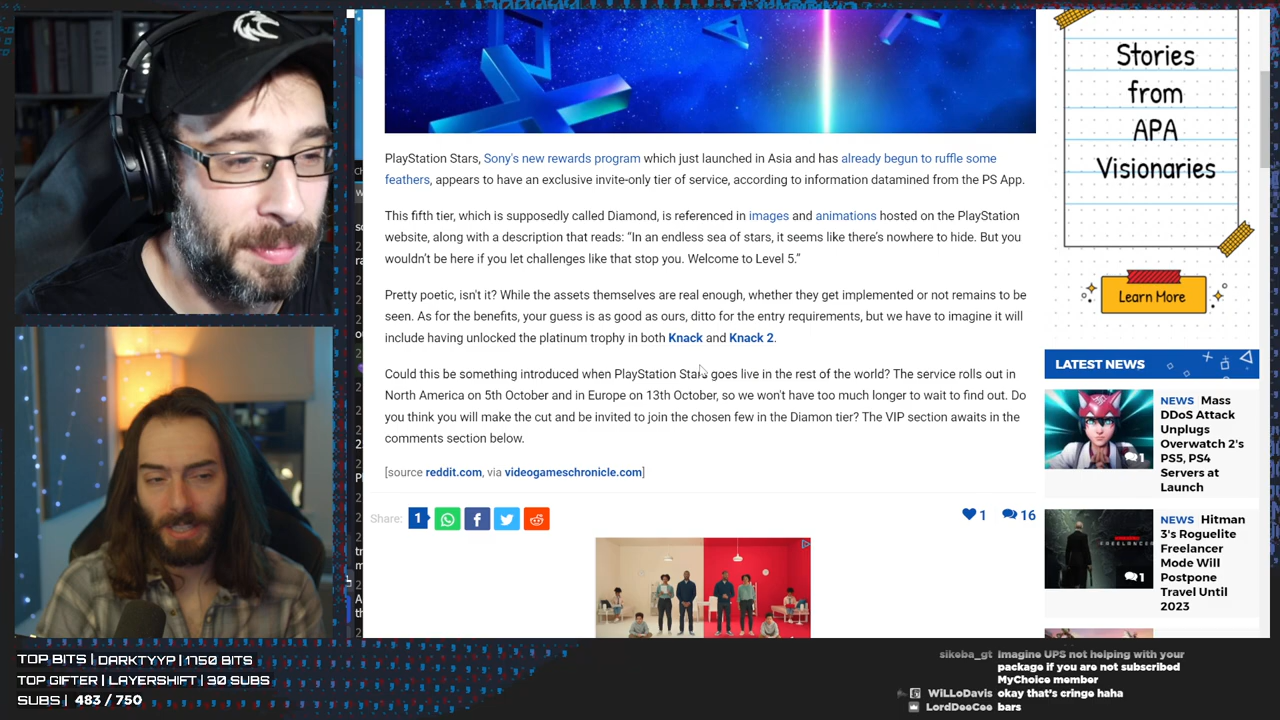 PlayStation Stars, Sony's new rewards program which just launched in Asia and has already begun to ruffle some
feathers, appears to have an exclusive invite-only tier of service, according to information datamined from the PS App.
This fifth tier, which is supposedly called Diamond, is referenced in images and animations hosted on the PlayStation
website, along with a description that reads: “In an endless sea of stars, it seems like there’s nowhere to hide. But you
wouldn’t be here if you let challenges like that stop you. Welcome to Level 5.”
Pretty poetic, isn't it? While the assets themselves are real enough, whether they get implemented or not remains to be
seen. As for the benefits, your guess is as good as ours, ditto for the entry requirements, but we have to imagine it will
include having unlocked the platinum trophy in both Knack and Knack 2.
his be something introduced when PlayStation Stars goes live in the rest of the world? The service rolls out in
North America on 5th October and in Europe on 13th October, so we won't have too much longer to wait to find out. Do
you think you will make the cut and be invited to join the chosen few in the Diamon tier? The VIP section awaits in the
comments section below.
[source reddit.com, via videogameschronicle.com]
Share: 1
1 16
Stories
from
APA
Visionaries
Learn More
LATEST NEWS
NEWS Mass
DDoS Attack
Unplugs
Overwatch 2's
PS5, PS4
Servers at
Launch
1
NEWS Hitman
3's Roguelite
Freelancer
Mode Will
Postpone
Travel Until
2023
1
TOP BITS | DARKTYYP | 1750 BITS
TOP GIFTER | LAYERSHIFT | 90 SUBS
SUBS | 483 / 750
sikeba_gt imagine UPS not helping with your
package if you are not subscribed
MyChoice member
WiLLoDavis okay that's cringe haha
LordDeeCee bars